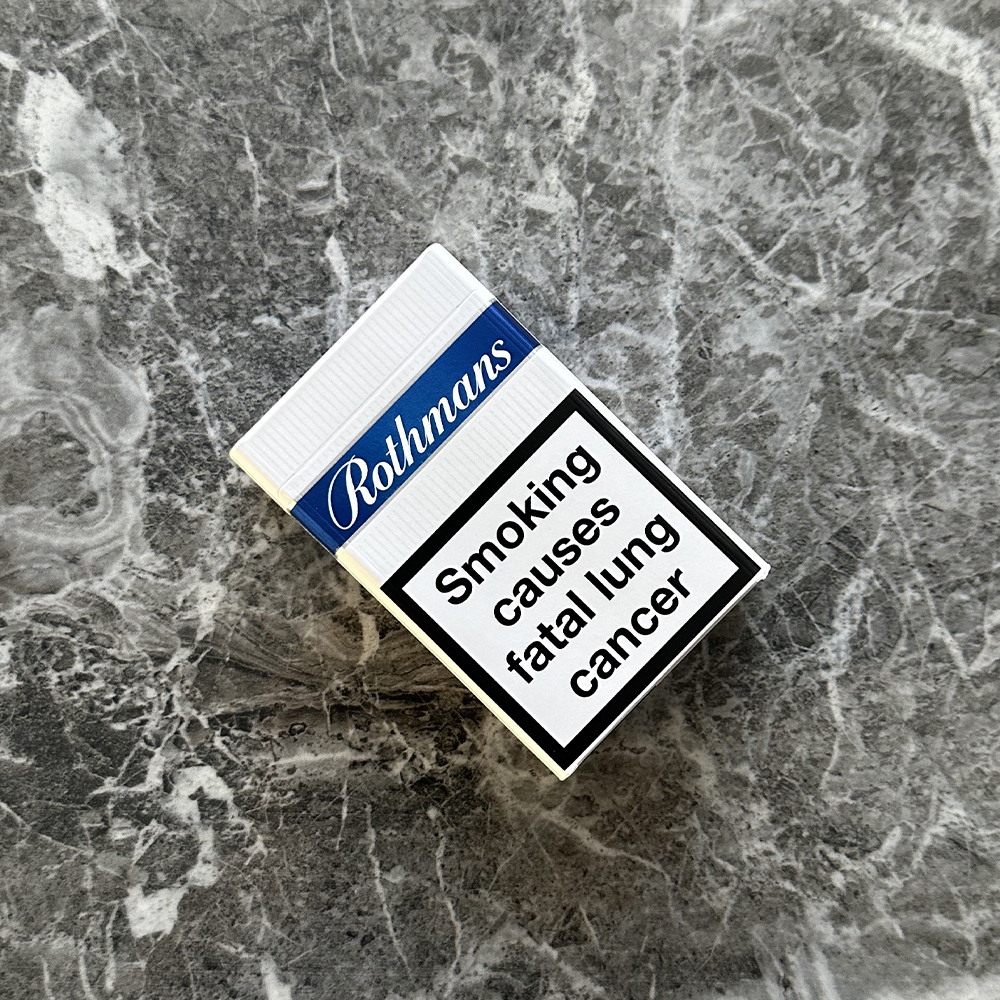 Rothmans
Smoking
causes
fatal lung
cancer